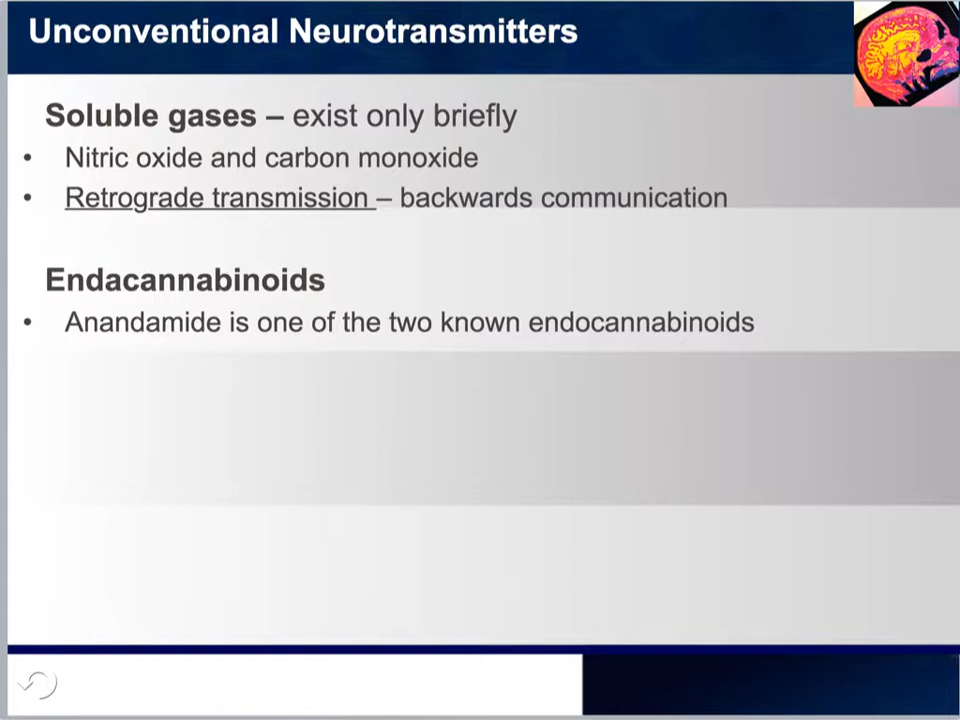 Unconventional Neurotransmitters
Soluble gases – exist only briefly
• Nitric oxide and carbon monoxide
• Retrograde transmission – backwards communication
Endacannabinoids
• Anandamide is one of the two known endocannabinoids